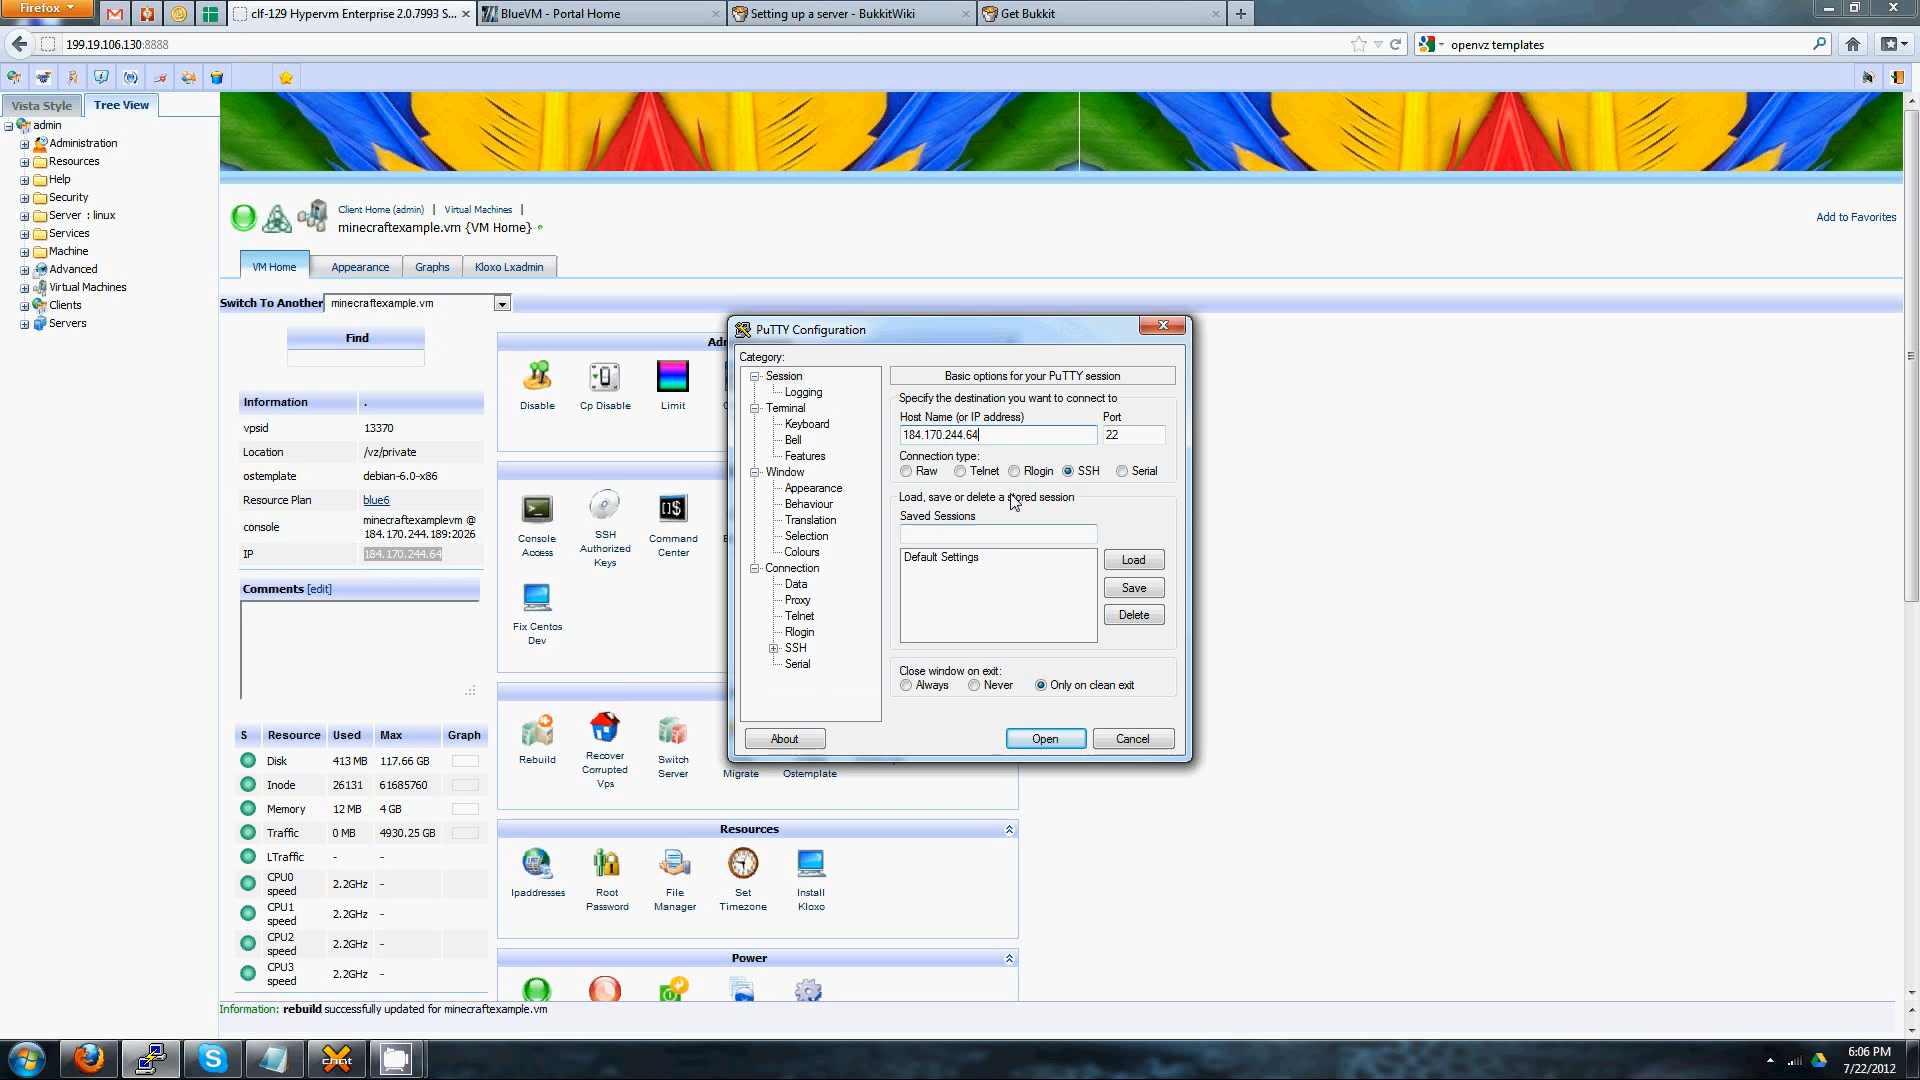 Firefox
clf-129 Hypervm Enterprise 2.0.7993 S...
BlueVM - Portal Home
Setting up a server - BukkitWiki
Get Bukkit
199.19.106.130:8888
openvz templates
Vista Style
Tree View
admin
Administration
Resources
Help
Security
Server : linux
Services
Machine
Advanced
Virtual Machines
Clients
Servers
Client Home (admin) | Virtual Machines |
minecraftexample.vm {VM Home}
Add to Favorites
VM Home
Appearance
Graphs
Kloxo Lxadmin
Switch To Another
minecraftexample.vm
Find
Information .
vpsid 13370
Location /vz/private
ostemplate debian-6.0-x86
Resource Plan blue6
console minecraftexamplevm @
184.170.244.189:2026
IP 184.170.244.64
Comments [edit]
S Resource Used Max Graph
Disk 413 MB 117.66 GB
Inode 26131 61685760
Memory 12 MB 4 GB
Traffic 0 MB 4930.25 GB
LTraffic - -
CPU0
speed 2.2GHz -
CPU1
speed 2.2GHz -
CPU2
speed 2.2GHz -
CPU3
speed 2.2GHz -
Disable
Cp Disable
Limit
Console
Access
SSH
Authorized
Keys
Command
Center
Fix Centos
Dev
Rebuild
Recover
Corrupted
Vps
Switch
Server
Migrate
Ostemplate
Resources
Ipaddresses
Root
Password
File
Manager
Set
Timezone
Install
Kloxo
Power
Information: rebuild successfully updated for minecraftexample.vm
PuTTY Configuration
Category:
Session
Logging
Terminal
Keyboard
Bell
Features
Window
Appearance
Behaviour
Translation
Selection
Colours
Connection
Data
Proxy
Telnet
Rlogin
SSH
Serial
Basic options for your PuTTY session
Specify the destination you want to connect to
Host Name (or IP address) Port
184.170.244.64 22
Connection type:
Raw Telnet Rlogin SSH Serial
Load, save or delete a stored session
Saved Sessions
Default Settings
Load
Save
Delete
Close window on exit:
Always Never Only on clean exit
About
Open
Cancel
chat
6:06 PM
7/22/2012